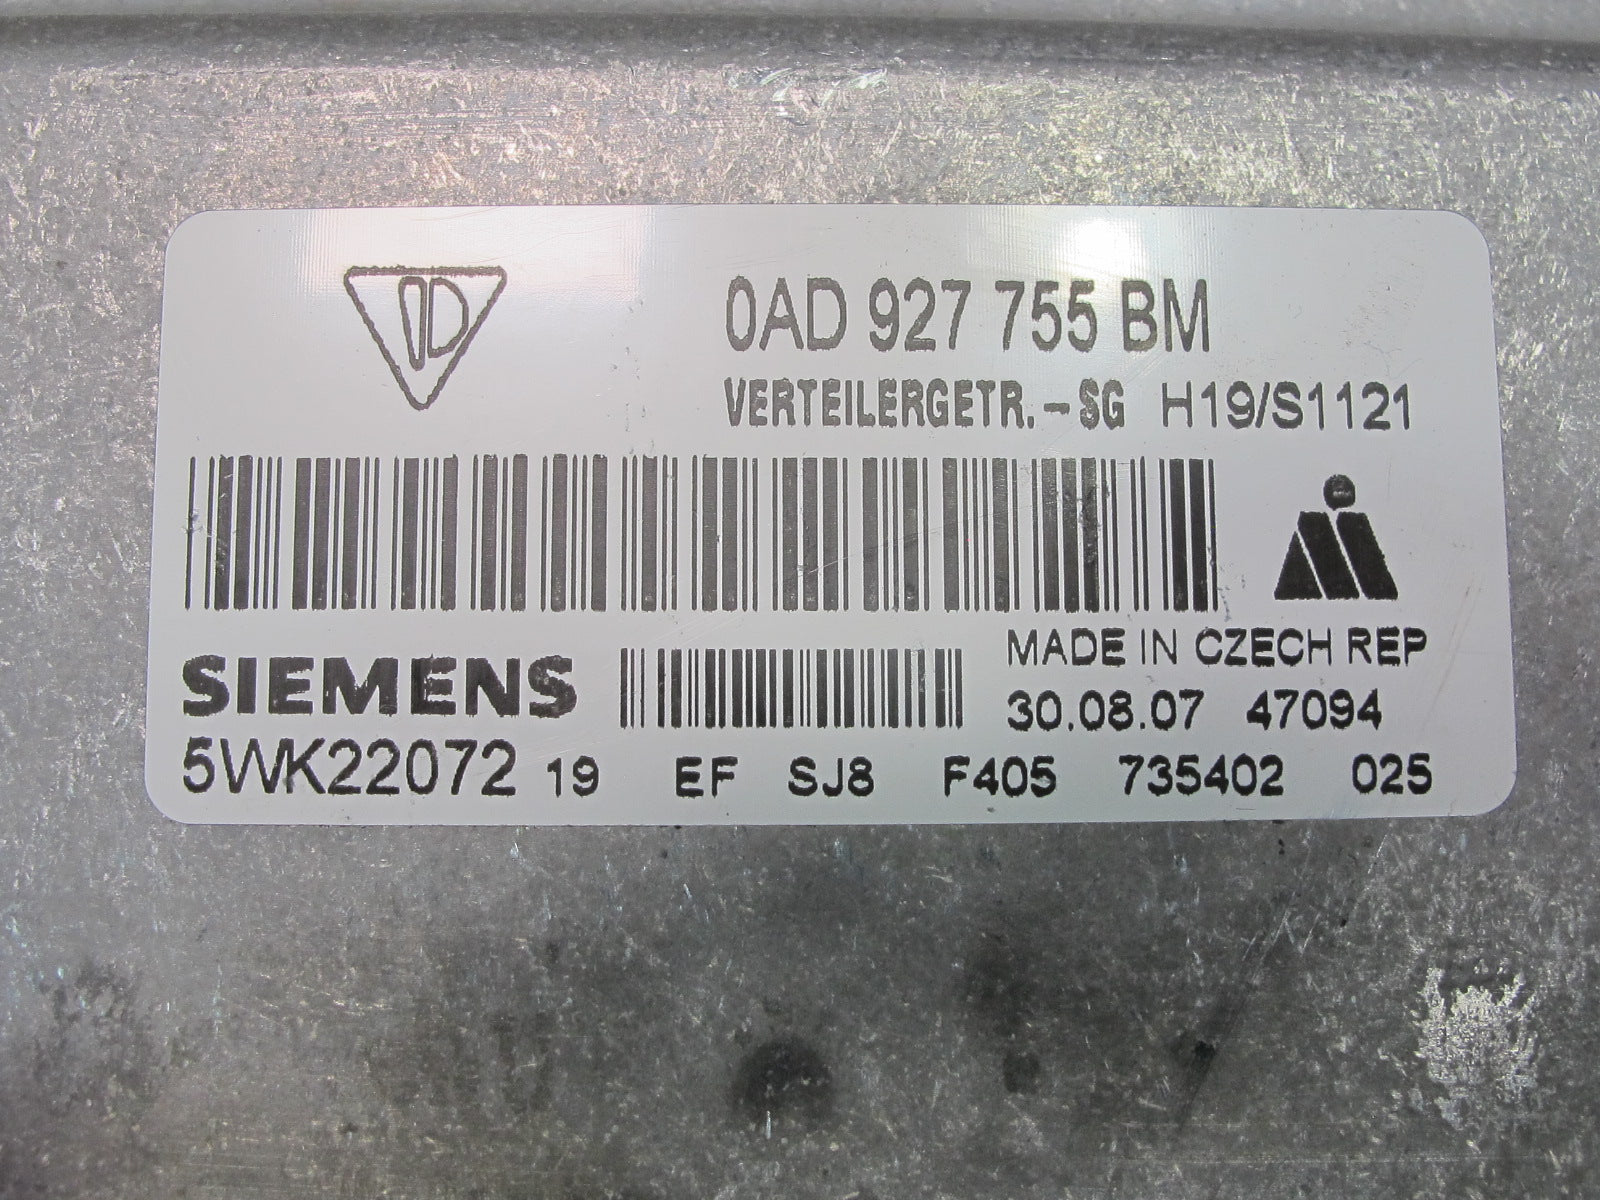 0AD 927 755 BM
VERTEILERGETR.-SG H19/S1121
SIEMENS
MADE IN CZECH REP
30.08.07 47094
5WK22072 19 EF SJ8 F405 735402 025